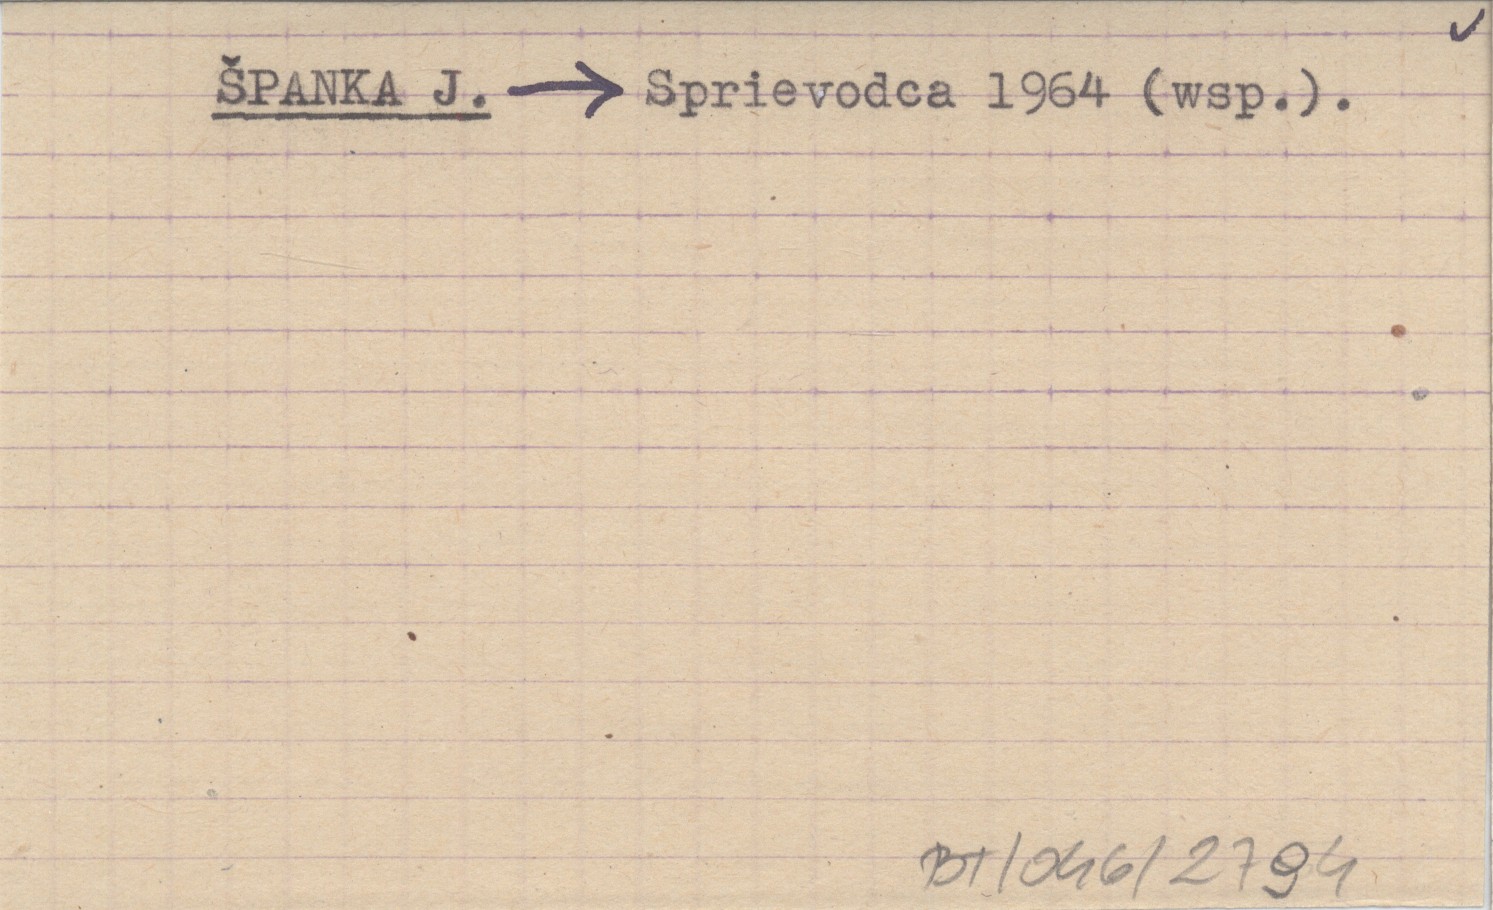 ŠPANKA J. → Sprievodca 1964 (wsp.).
BT/046/2794